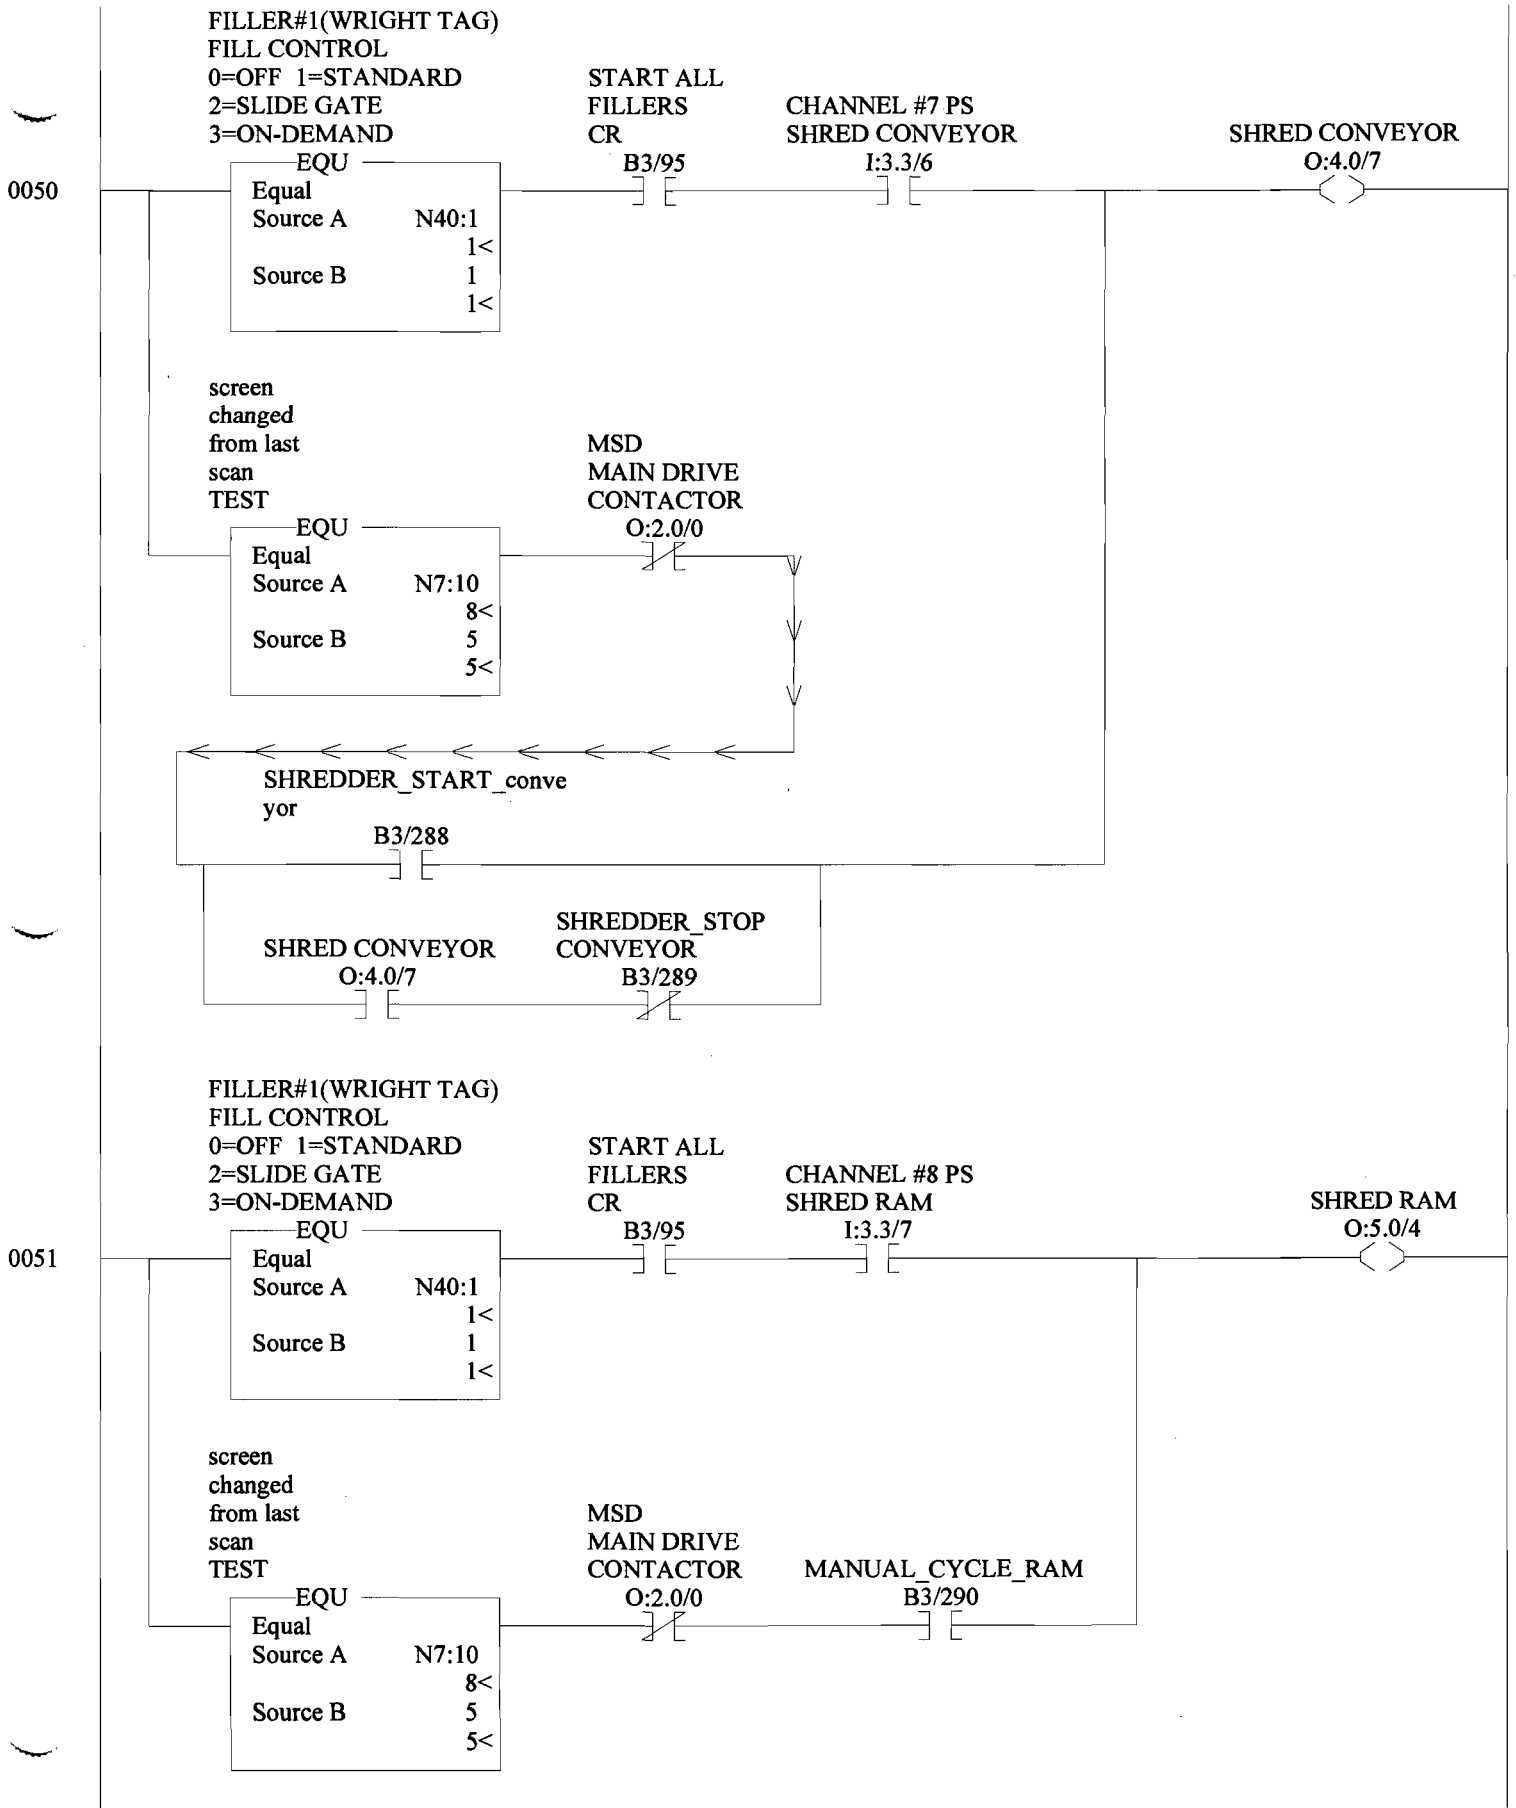 FILLER#1(WRIGHT TAG)
FILL CONTROL
0=OFF 1=STANDARD
2=SLIDE GATE
3=ON-DEMAND
START ALL
FILLERS
CR
CHANNEL #7 PS
SHRED CONVEYOR
SHRED CONVEYOR
EQU
B3/95
I:3.3/6
O:4.0/7
0050
Equal
Source A N40:1
1<
Source B 1
1<
screen
changed
from last
scan
TEST
MSD
MAIN DRIVE
CONTACTOR
EQU
O:2.0/0
Equal
Source A N7:10
8<
Source B 5
5<
SHREDDER_START_conve
yor
B3/288
SHRED CONVEYOR
O:4.0/7
SHREDDER_STOP
CONVEYOR
B3/289
FILLER#1(WRIGHT TAG)
FILL CONTROL
0=OFF 1=STANDARD
2=SLIDE GATE
3=ON-DEMAND
START ALL
FILLERS
CR
CHANNEL #8 PS
SHRED RAM
SHRED RAM
EQU
B3/95
I:3.3/7
O:5.0/4
0051
Equal
Source A N40:1
1<
Source B 1
1<
screen
changed
from last
scan
TEST
MSD
MAIN DRIVE
CONTACTOR
MANUAL_CYCLE_RAM
EQU
O:2.0/0
B3/290
Equal
Source A N7:10
8<
Source B 5
5<